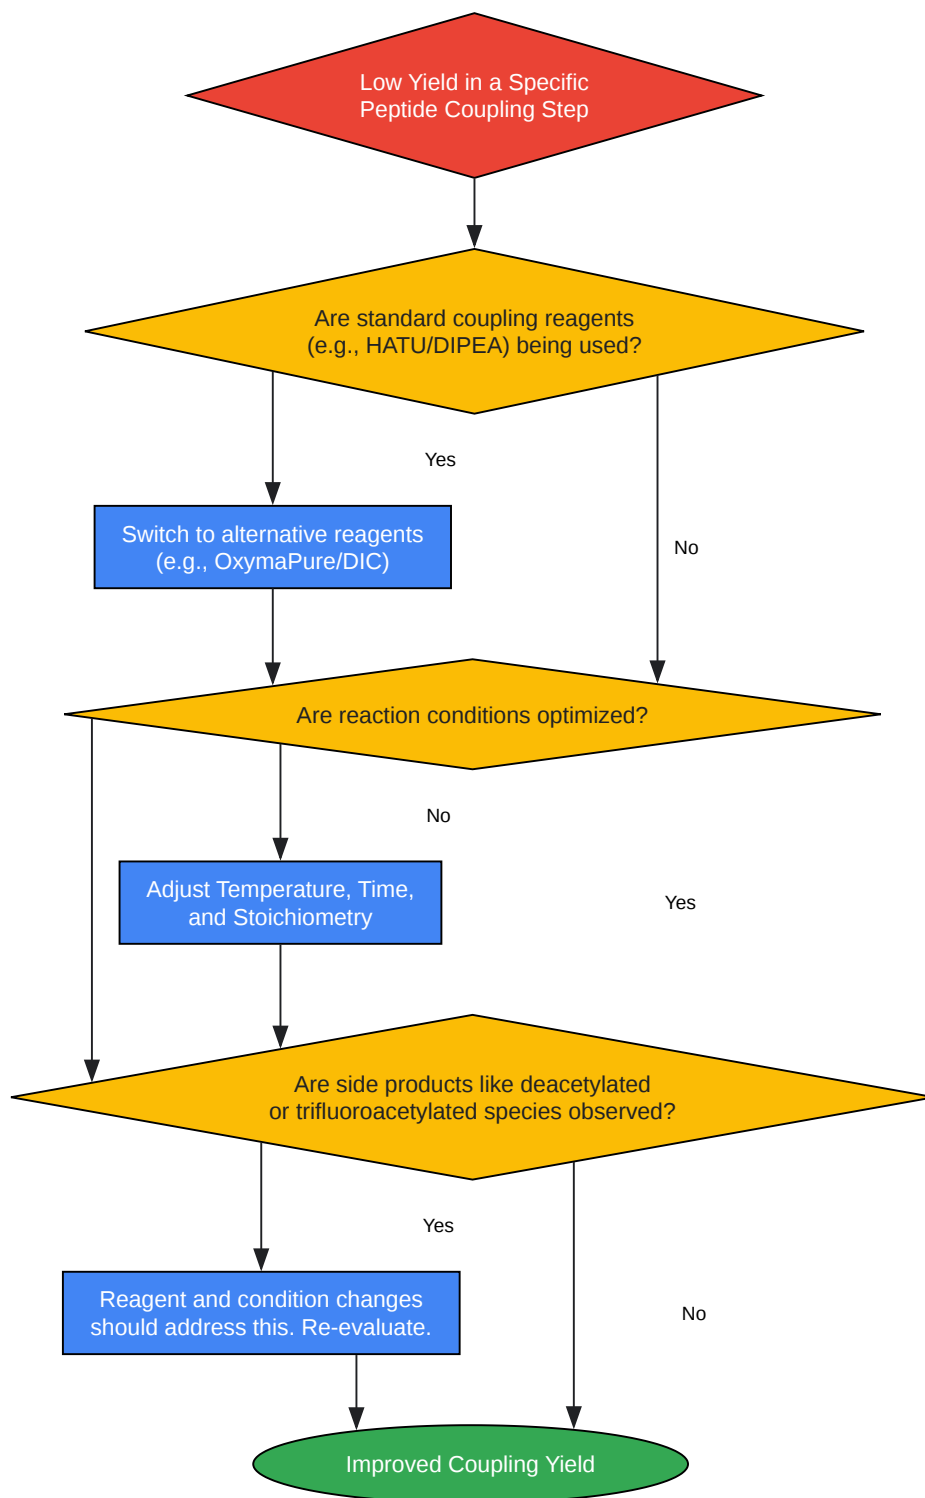 Low Yield in a Specific
Peptide Coupling Step
Are standard coupling reagents
(e.g., HATU/DIPEA) being used?
Yes
Switch to alternative reagents
(e.g., OxymaPure/DIC)
No
Are reaction conditions optimized?
No
Adjust Temperature, Time,
and Stoichiometry
Yes
Are side products like deacetylated
or trifluoroacetylated species observed?
Yes
Reagent and condition changes
should address this. Re-evaluate.
No
Improved Coupling Yield